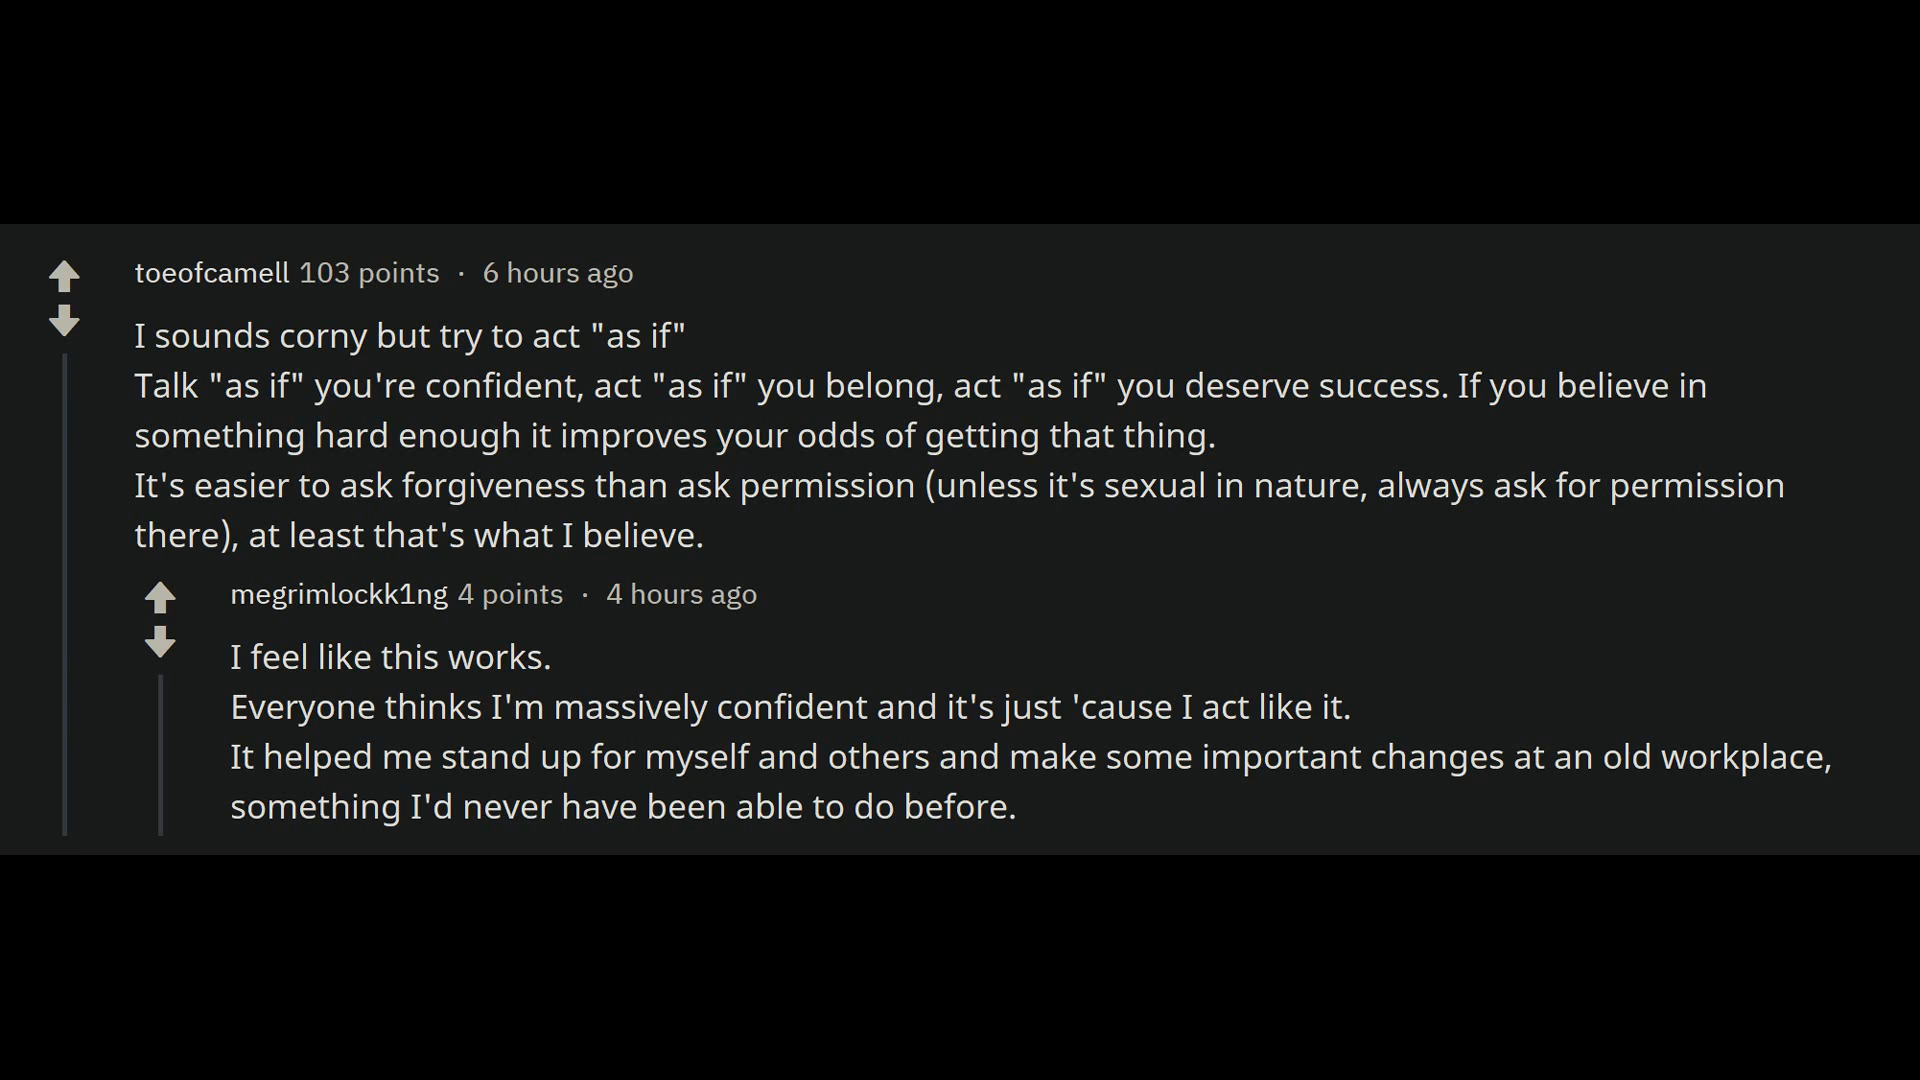 toeofcamell 103 points · 6 hours ago
I sounds corny but try to act "as if"
Talk "as if" you're confident, act "as if" you belong, act "as if" you deserve success. If you believe in
something hard enough it improves your odds of getting that thing.
It's easier to ask forgiveness than ask permission (unless it's sexual in nature, always ask for permission
there), at least that's what I believe.
megrimlockk1ng 4 points · 4 hours ago
I feel like this works.
Everyone thinks I'm massively confident and it's just 'cause I act like it.
It helped me stand up for myself and others and make some important changes at an old workplace,
something I'd never have been able to do before.